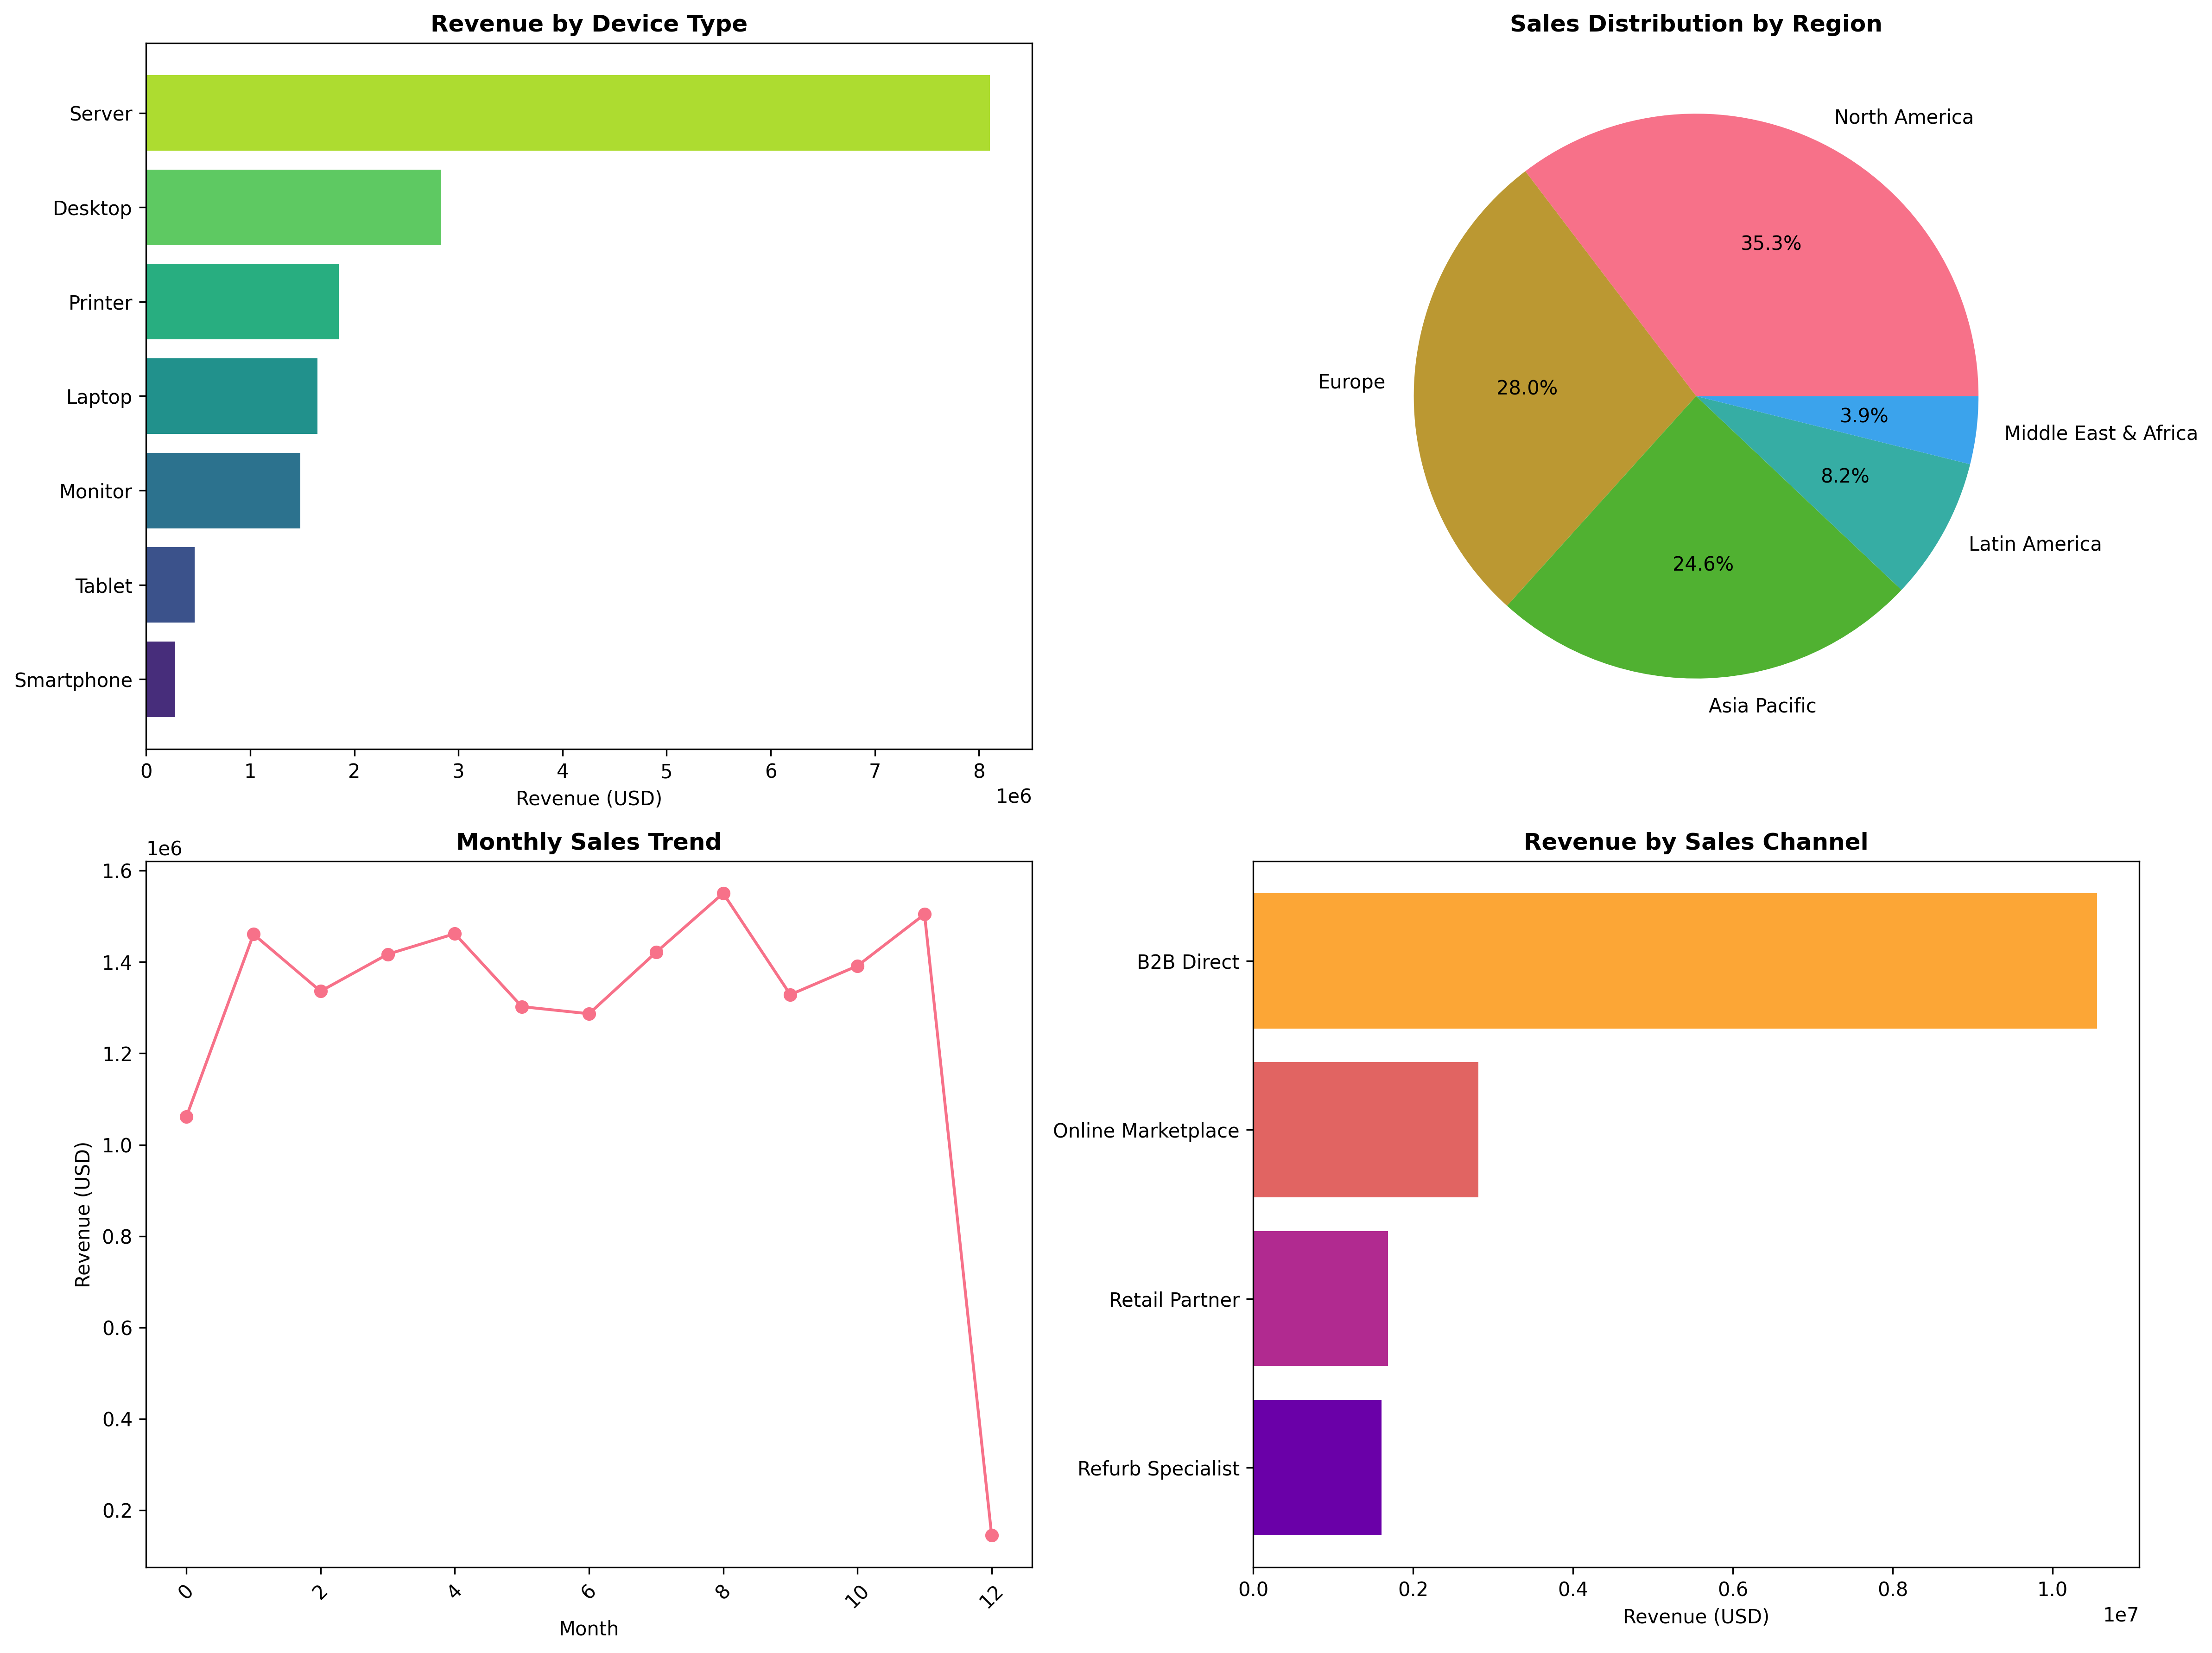 Revenue by Device Type
Server
Desktop
Printer
Laptop
Monitor
Tablet
Smartphone
0 1 2 3 4 5 6 7 8
1e6
Revenue (USD)
Sales Distribution by Region
North America
35.3%
Europe
28.0%
3.9%
Middle East & Africa
8.2%
Latin America
24.6%
Asia Pacific
Monthly Sales Trend
1e6
1.6
1.4
1.2
1.0
0.8
0.6
0.4
0.2
Revenue (USD)
0 2 4 6 8 10 12
Month
Revenue by Sales Channel
B2B Direct
Online Marketplace
Retail Partner
Refurb Specialist
0.0 0.2 0.4 0.6 0.8 1.0
1e7
Revenue (USD)